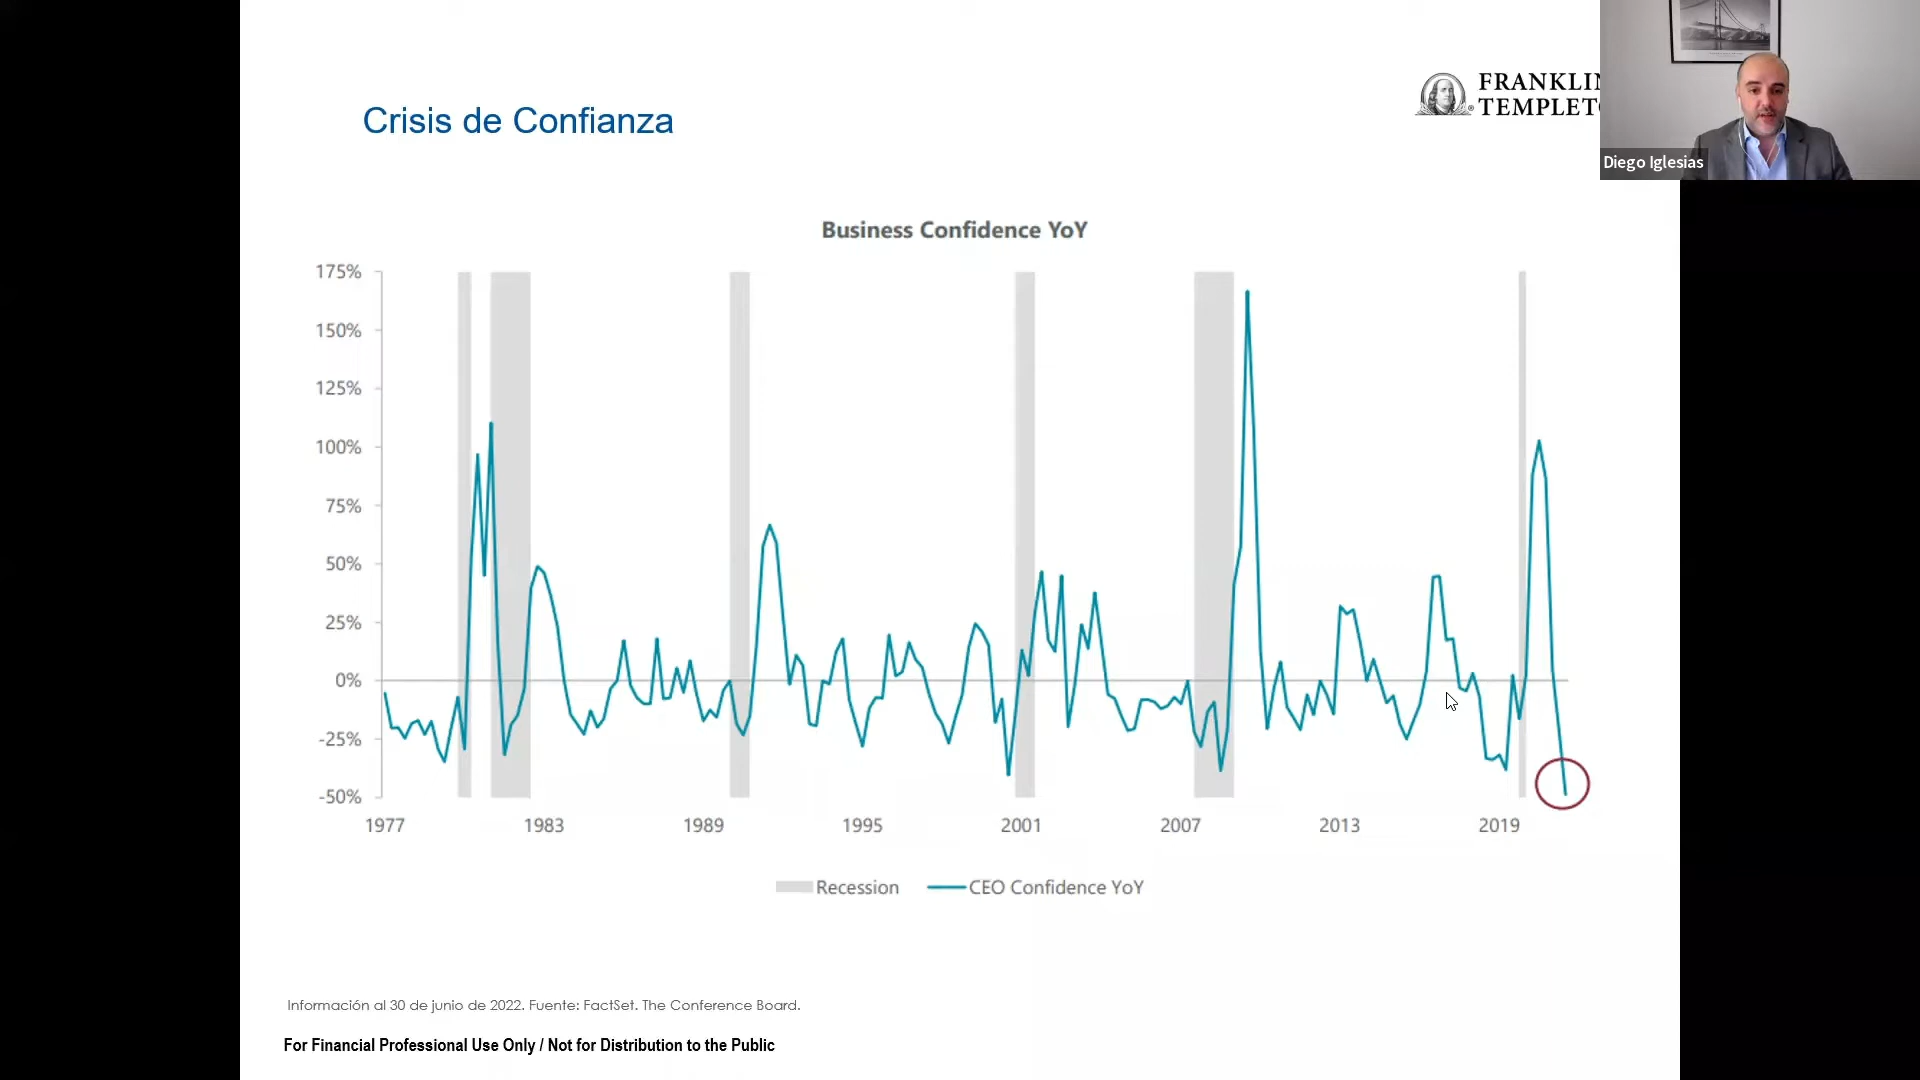 Crisis de Confianza
FRANKLIN
TEMPLET
Diego Iglesias
Business Confidence YoY
175%
150%
125%
100%
75%
50%
25%
0%
-25%
-50%
1977 1983 1989 1995 2001 2007 2013 2019
Recession CEO Confidence YoY
Información al 30 de junio de 2022. Fuente: FactSet. The Conference Board.
For Financial Professional Use Only / Not for Distribution to the Public